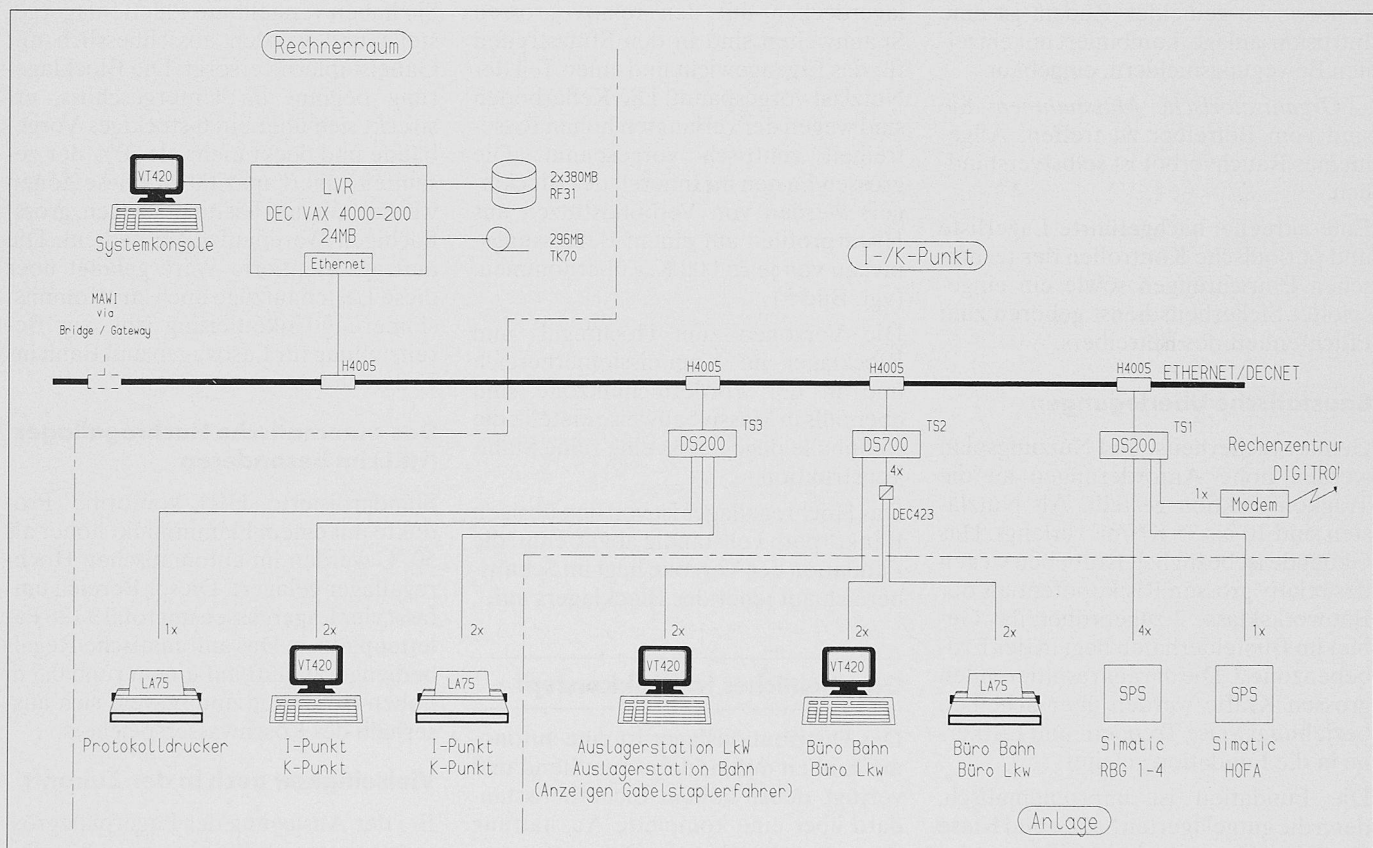 Rechnerraum
VT420
Systemkonsole
LVR
DEC VAX 4000-200
24MB
Ethernet
2x380MB
RF31
296MB
TK70
I-/K-Punkt
MAWI
via
Bridge / Gateway
H4005
H4005
H4005
H4005
ETHERNET/DECNET
DS200
TS3
DS700
TS2
DS200
TS1
4x
DEC423
Rechenzentrum
DIGITRON
1x
Modem
1x
2x
2x
2x
2x
2x
4x
1x
LA75
VT420
LA75
VT420
VT420
LA75
SPS
SPS
Protokolldrucker
I-Punkt
K-Punkt
I-Punkt
K-Punkt
Auslagerstation LkW
Auslagerstation Bahn
(Anzeigen Gabelstaplerfahrer)
Büro Bahn
Büro Lkw
Büro Bahn
Büro Lkw
Simatic
RBG 1-4
Simatic
HOFA
Anlage